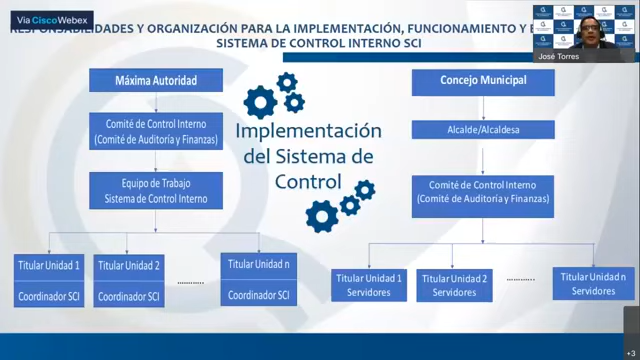 Via Cisco Webex
RESPONSABILIDADES Y ORGANIZACIÓN PARA LA IMPLEMENTACIÓN, FUNCIONAMIENTO Y
SISTEMA DE CONTROL INTERNO SCI
José Torres
Máxima Autoridad
Comité de Control Interno
(Comité de Auditoría y Finanzas)
Equipo de Trabajo
Sistema de Control Interno
Titular Unidad 1
Coordinador SCI
Titular Unidad 2
Coordinador SCI
............
Titular Unidad n
Coordinador SCI
Implementación
del Sistema de
Control
Concejo Municipal
Alcalde/Alcaldesa
Comité de Control Interno
(Comité de Auditoría y Finanzas)
Titular Unidad 1
Servidores
Titular Unidad 2
Servidores
............
Titular Unidad n
Servidores
+3